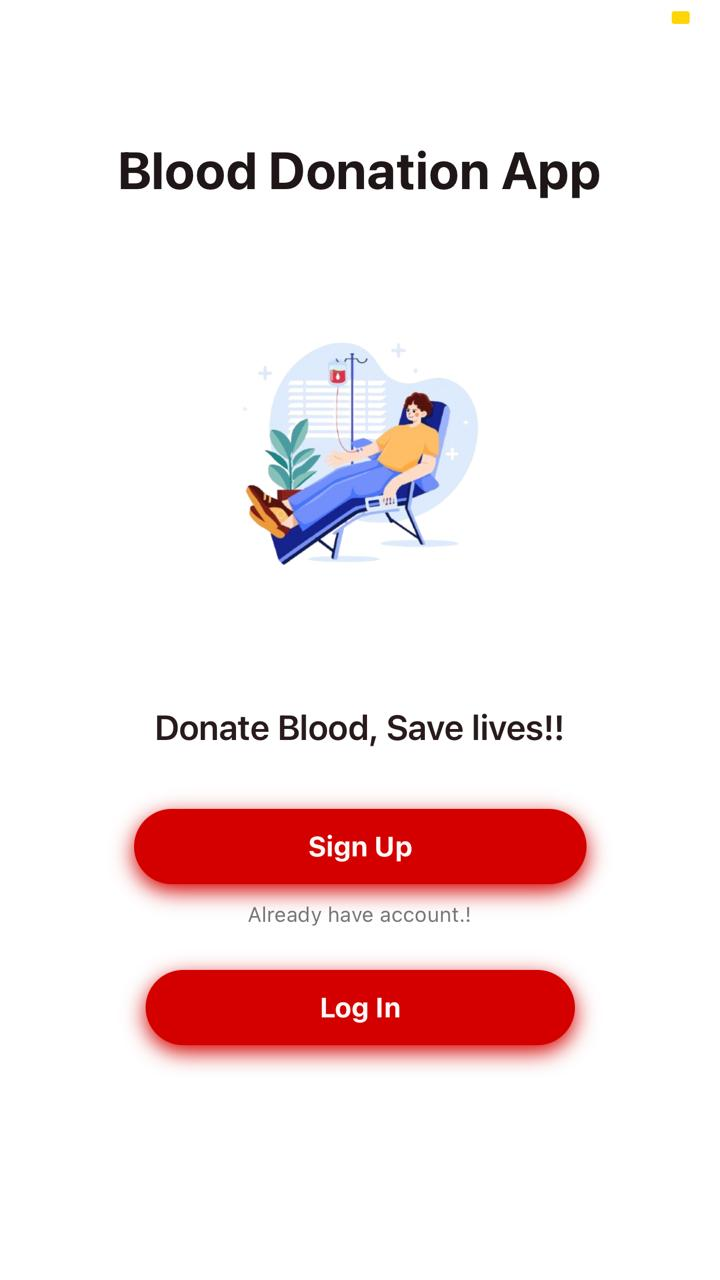 Blood Donation App
Donate Blood, Save lives!!
Sign Up
Already have account.!
Log In